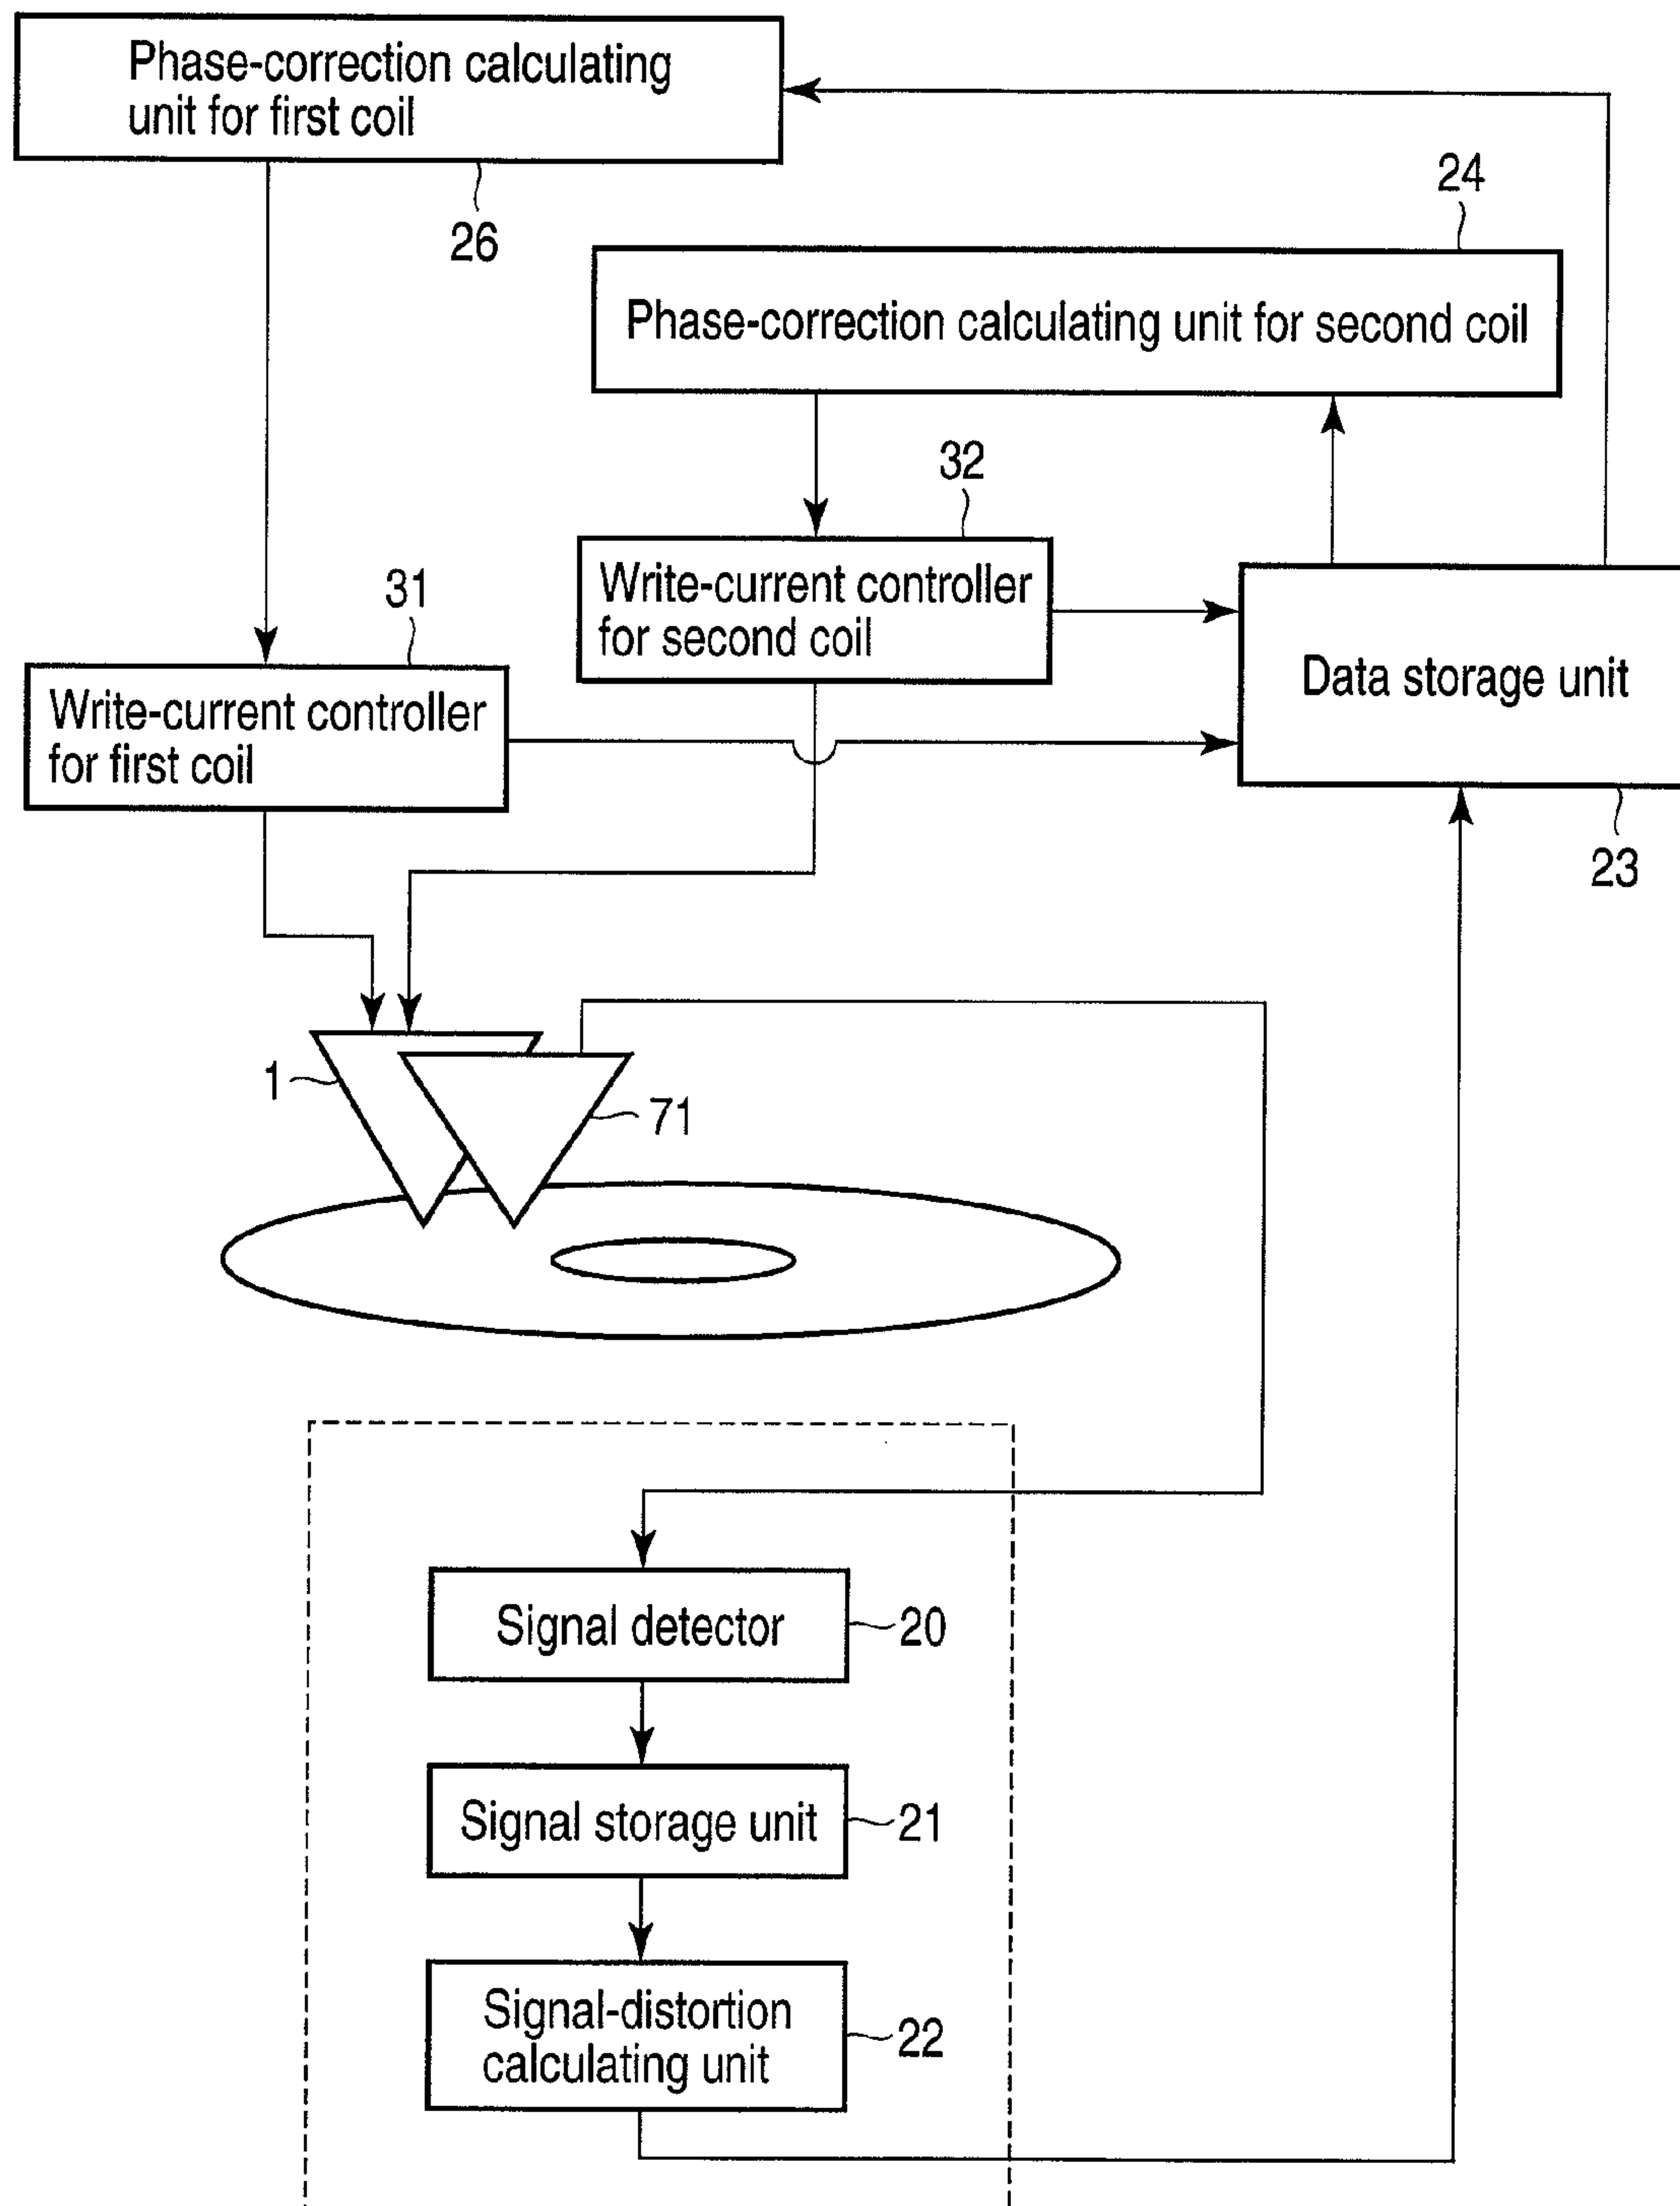 Phase-correction calculating
unit for first coil
26
24
Phase-correction calculating unit for second coil
32
31
Write-current controller
for second coil
Data storage unit
Write-current controller
for first coil
23
1
71
Signal detector
20
Signal storage unit
21
Signal-distortion
calculating unit
22